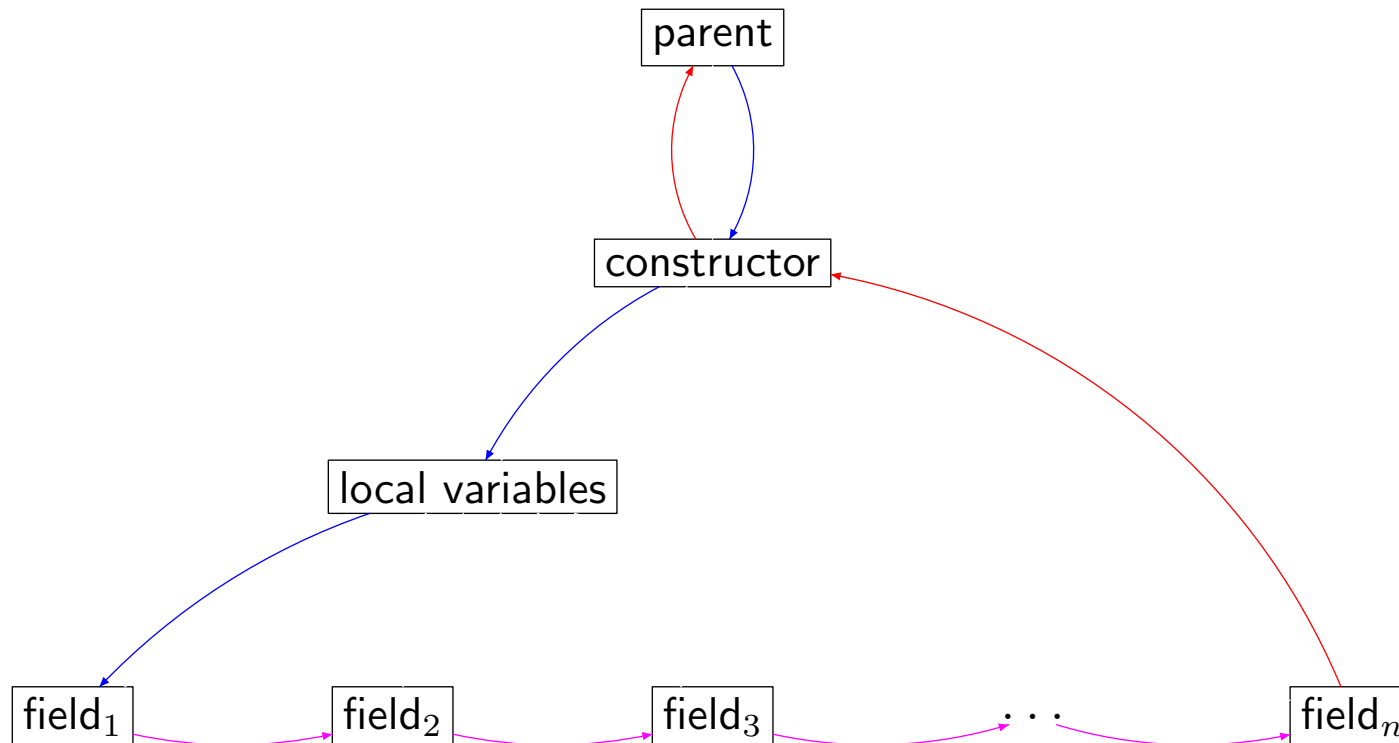 parent
constructor
local variables
field₁ field₂ field₃ . . . fieldₙ